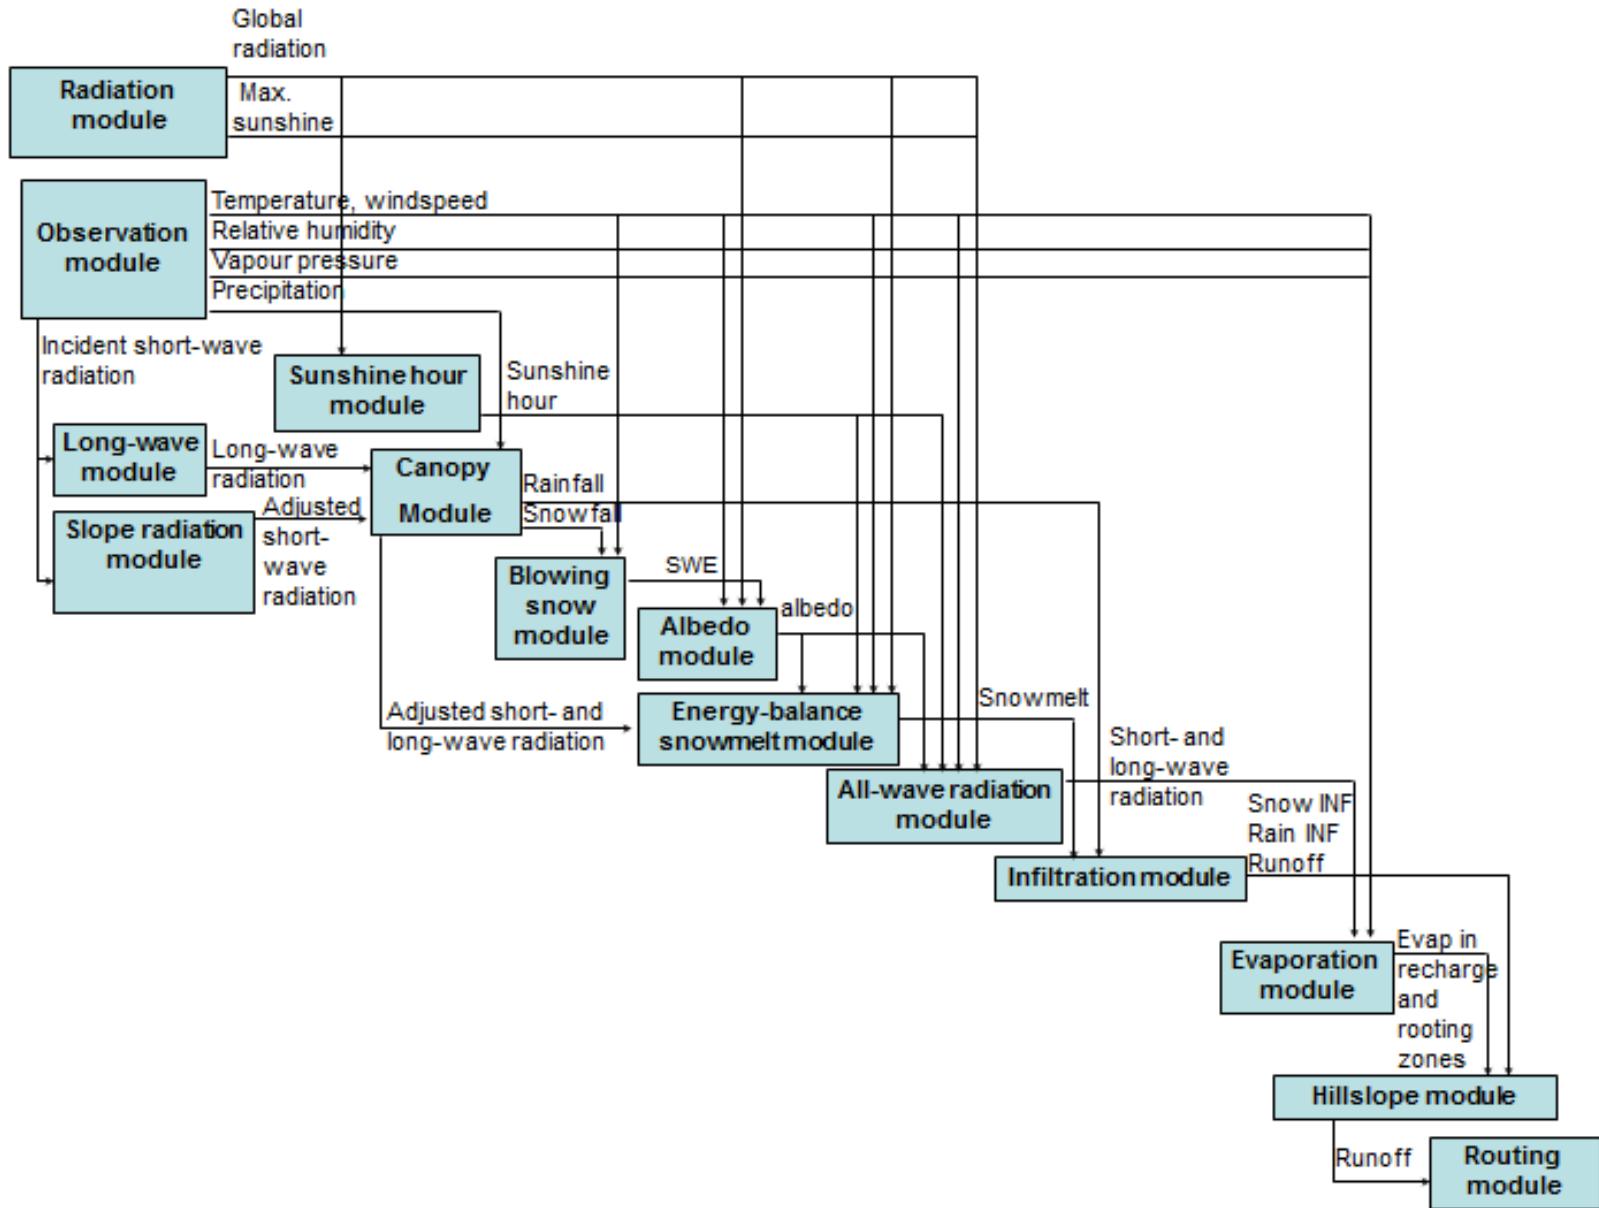 Global
radiation
Radiation
module
Max.
sunshine
Observation
module
Temperature, windspeed
Relative humidity
Vapour pressure
Precipitation
Incident short-wave
radiation
Sunshine hour
module
Sunshine
hour
Long-wave
module
Long-wave
radiation
Canopy
Module
Rainfall
Snowfall
Slope radiation
module
Adjusted
short-
wave
radiation
Blowing
snow
module
SWE
Albedo
module
albedo
Adjusted short- and
long-wave radiation
Energy-balance
snowmelt module
Snowmelt
All-wave radiation
module
Short- and
long-wave
radiation
Snow INF
Rain INF
Runoff
Infiltration module
Evaporation
module
Evap in
recharge
and
rooting
zones
Hillslope module
Runoff
Routing
module